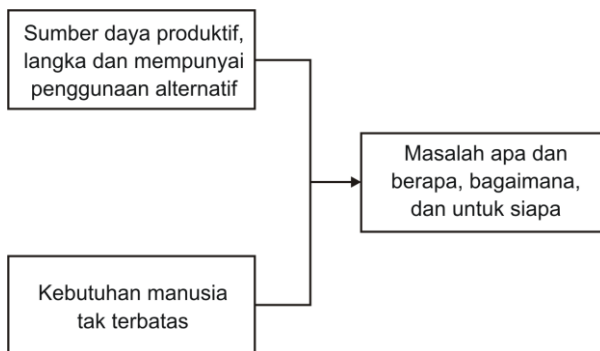 Sumber daya produktif,
langka dan mempunyai
penggunaan alternatif
Masalah apa dan
berapa, bagaimana,
dan untuk siapa
Kebutuhan manusia
tak terbatas